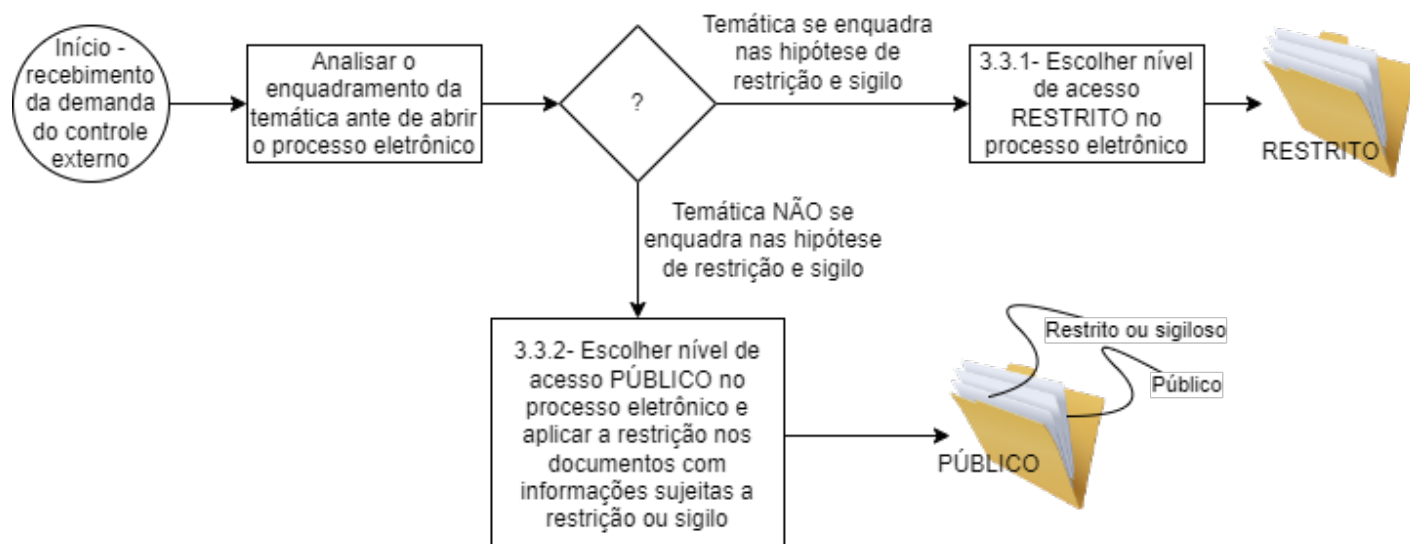 Início -
recebimento
da demanda
do controle
externo
Analisar o
enquadramento da
temática ante de abrir
o processo eletrônico
?
Temática se enquadra
nas hipótese de
restrição e sigilo
3.3.1- Escolher nível
de acesso
RESTRITO no
processo eletrônico
RESTRITO
Temática NÃO se
enquadra nas hipótese
de restrição e sigilo
3.3.2- Escolher nível de
acesso PÚBLICO no
processo eletrônico e
aplicar a restrição nos
documentos com
informações sujeitas a
restrição ou sigilo
Restrito ou sigiloso
Público
PÚBLICO